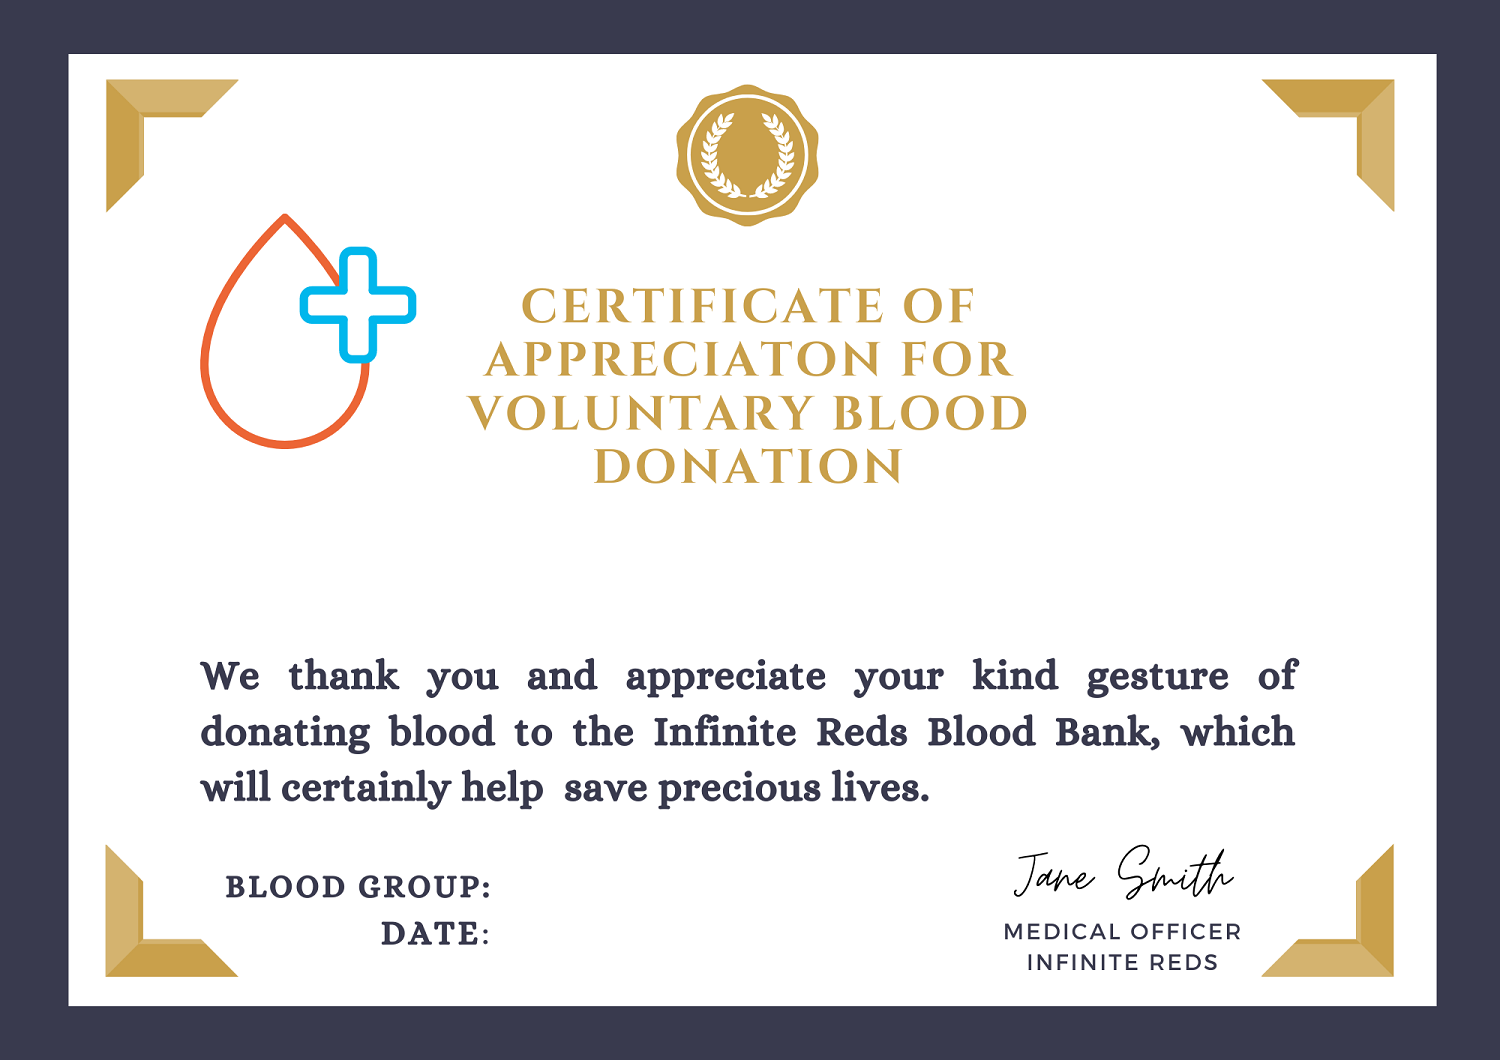 CERTIFICATE OF
APPRECIATON FOR
VOLUNTARY BLOOD
DONATION
We thank you and appreciate your kind gesture of
donating blood to the Infinite Reds Blood Bank, which
will certainly help save precious lives.
BLOOD GROUP:
DATE:
Jane Smith
MEDICAL OFFICER
INFINITE REDS